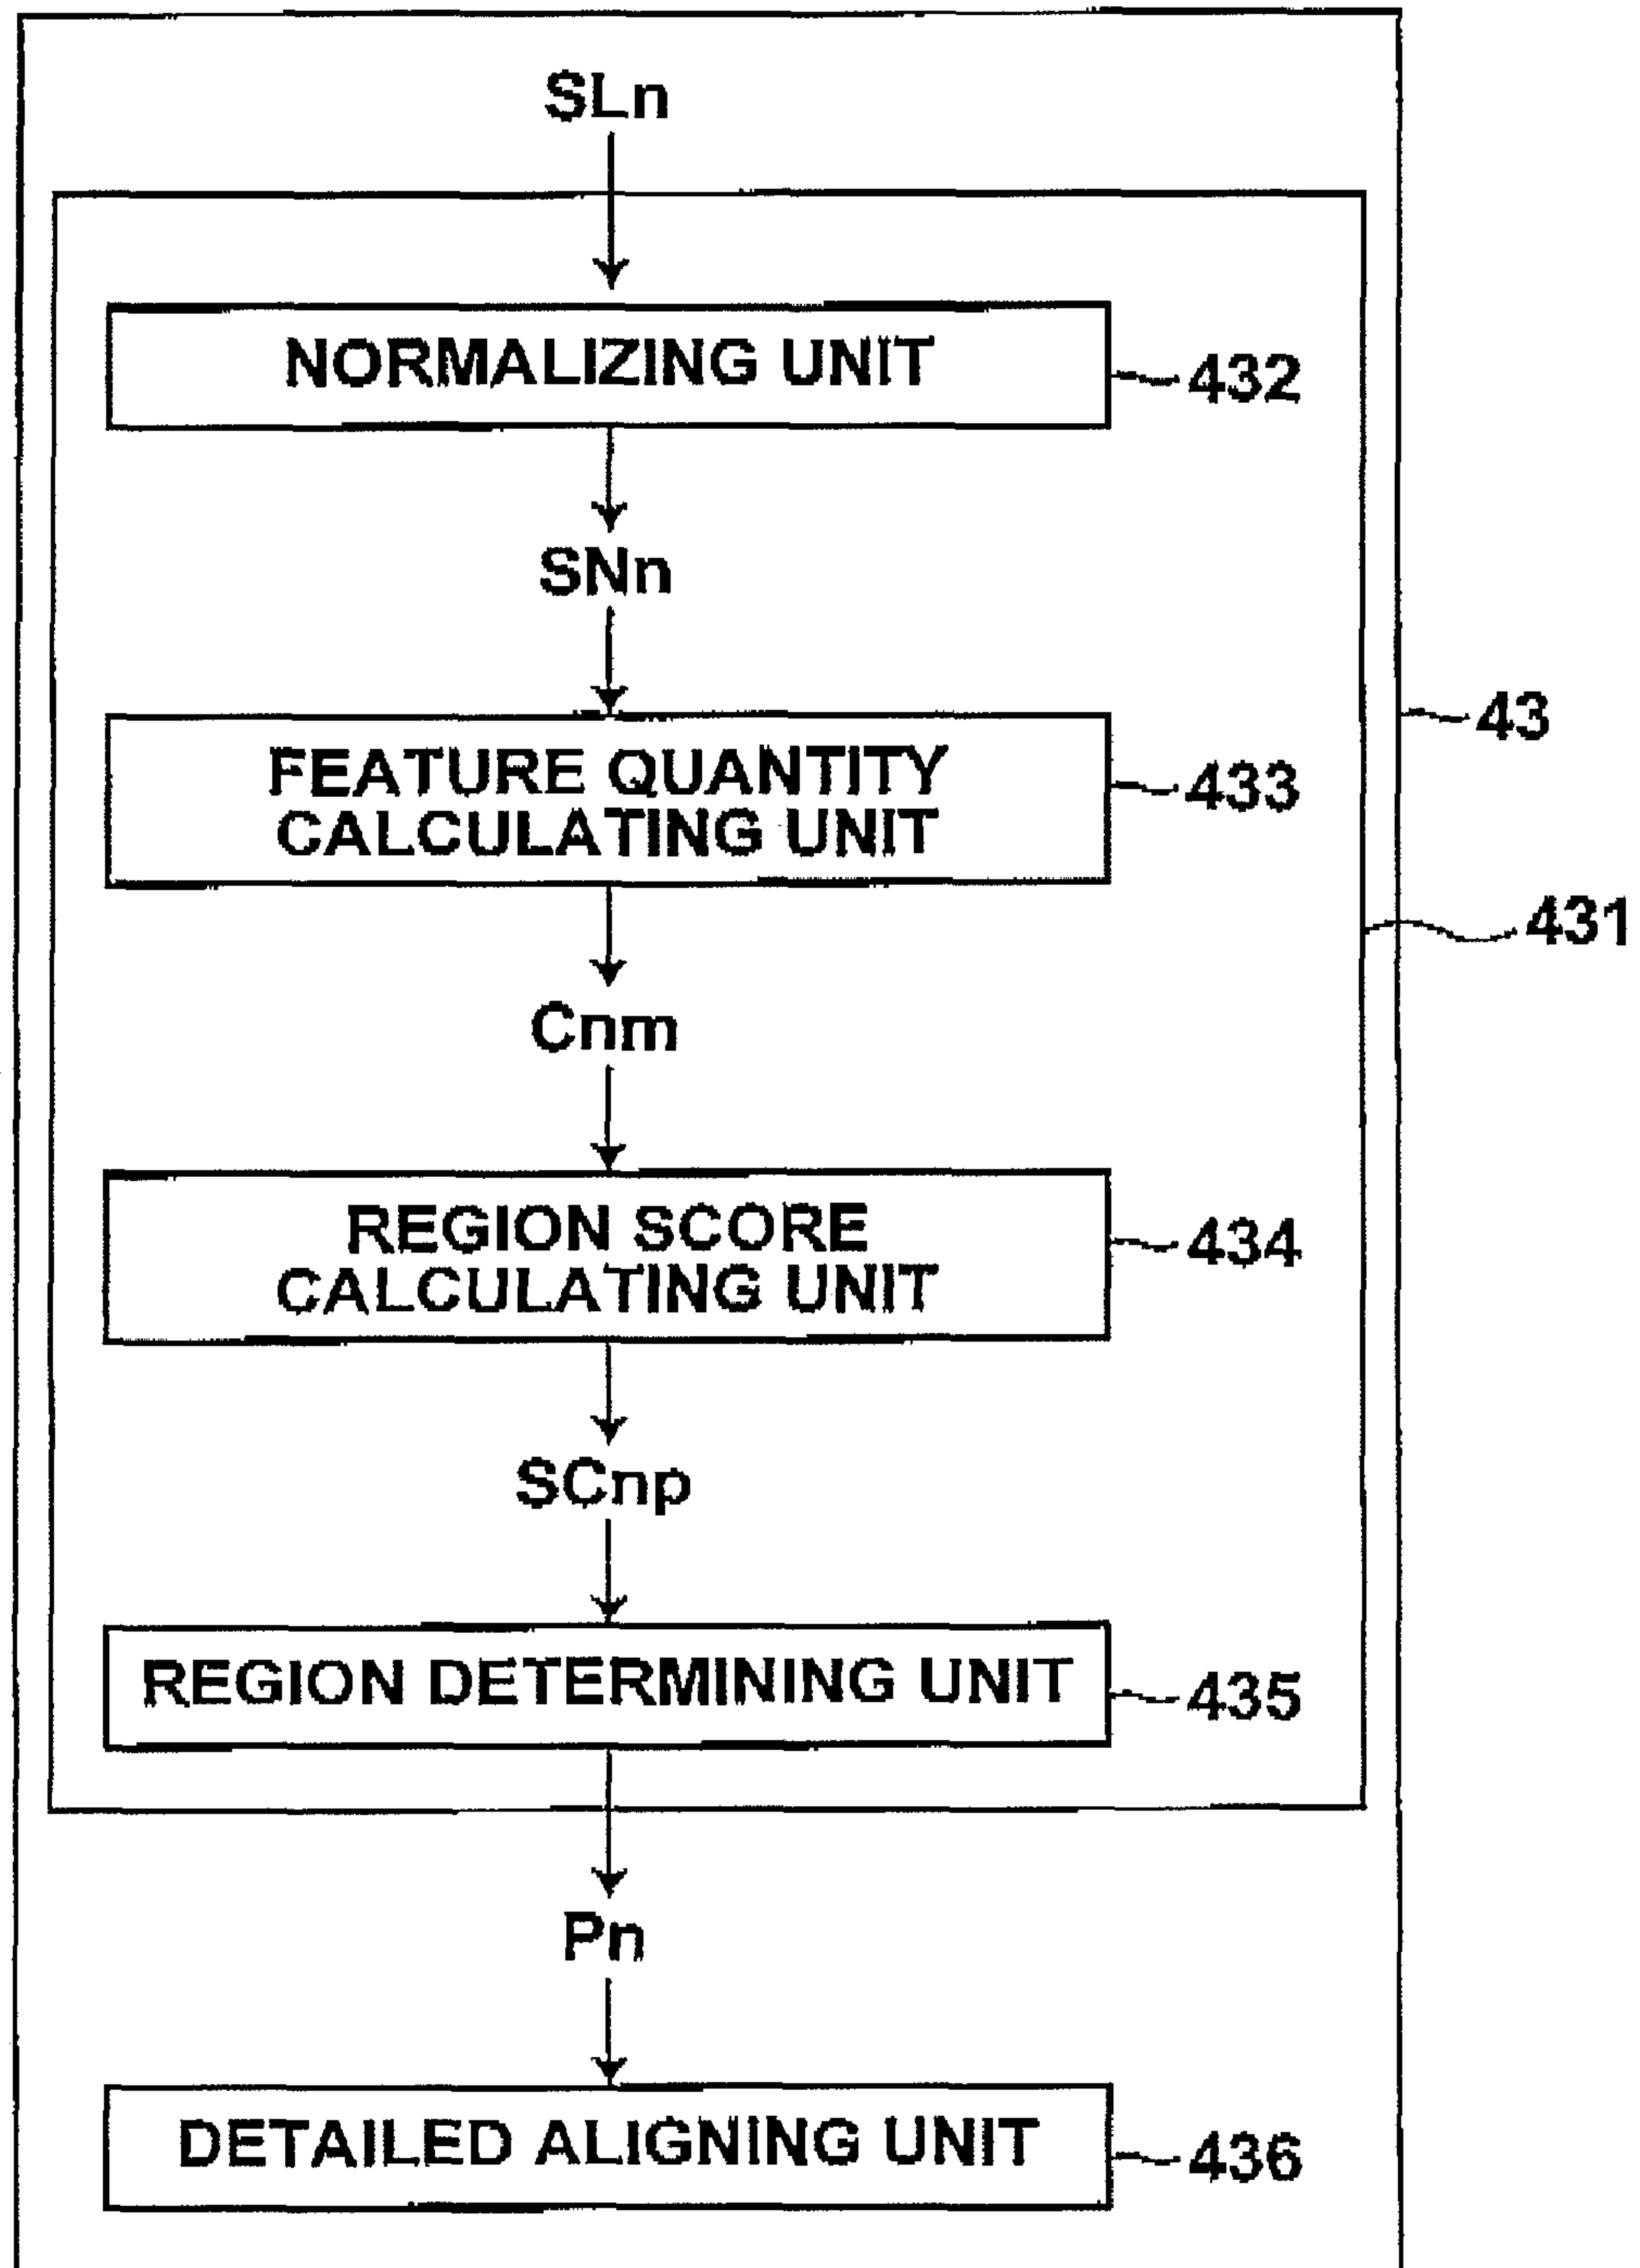 SLn
NORMALIZING UNIT
432
SNn
43
FEATURE QUANTITY
CALCULATING UNIT
433
431
Cnm
REGION SCORE
CALCULATING UNIT
434
SCnp
REGION DETERMINING UNIT
435
Pn
DETAILED ALIGNING UNIT
436